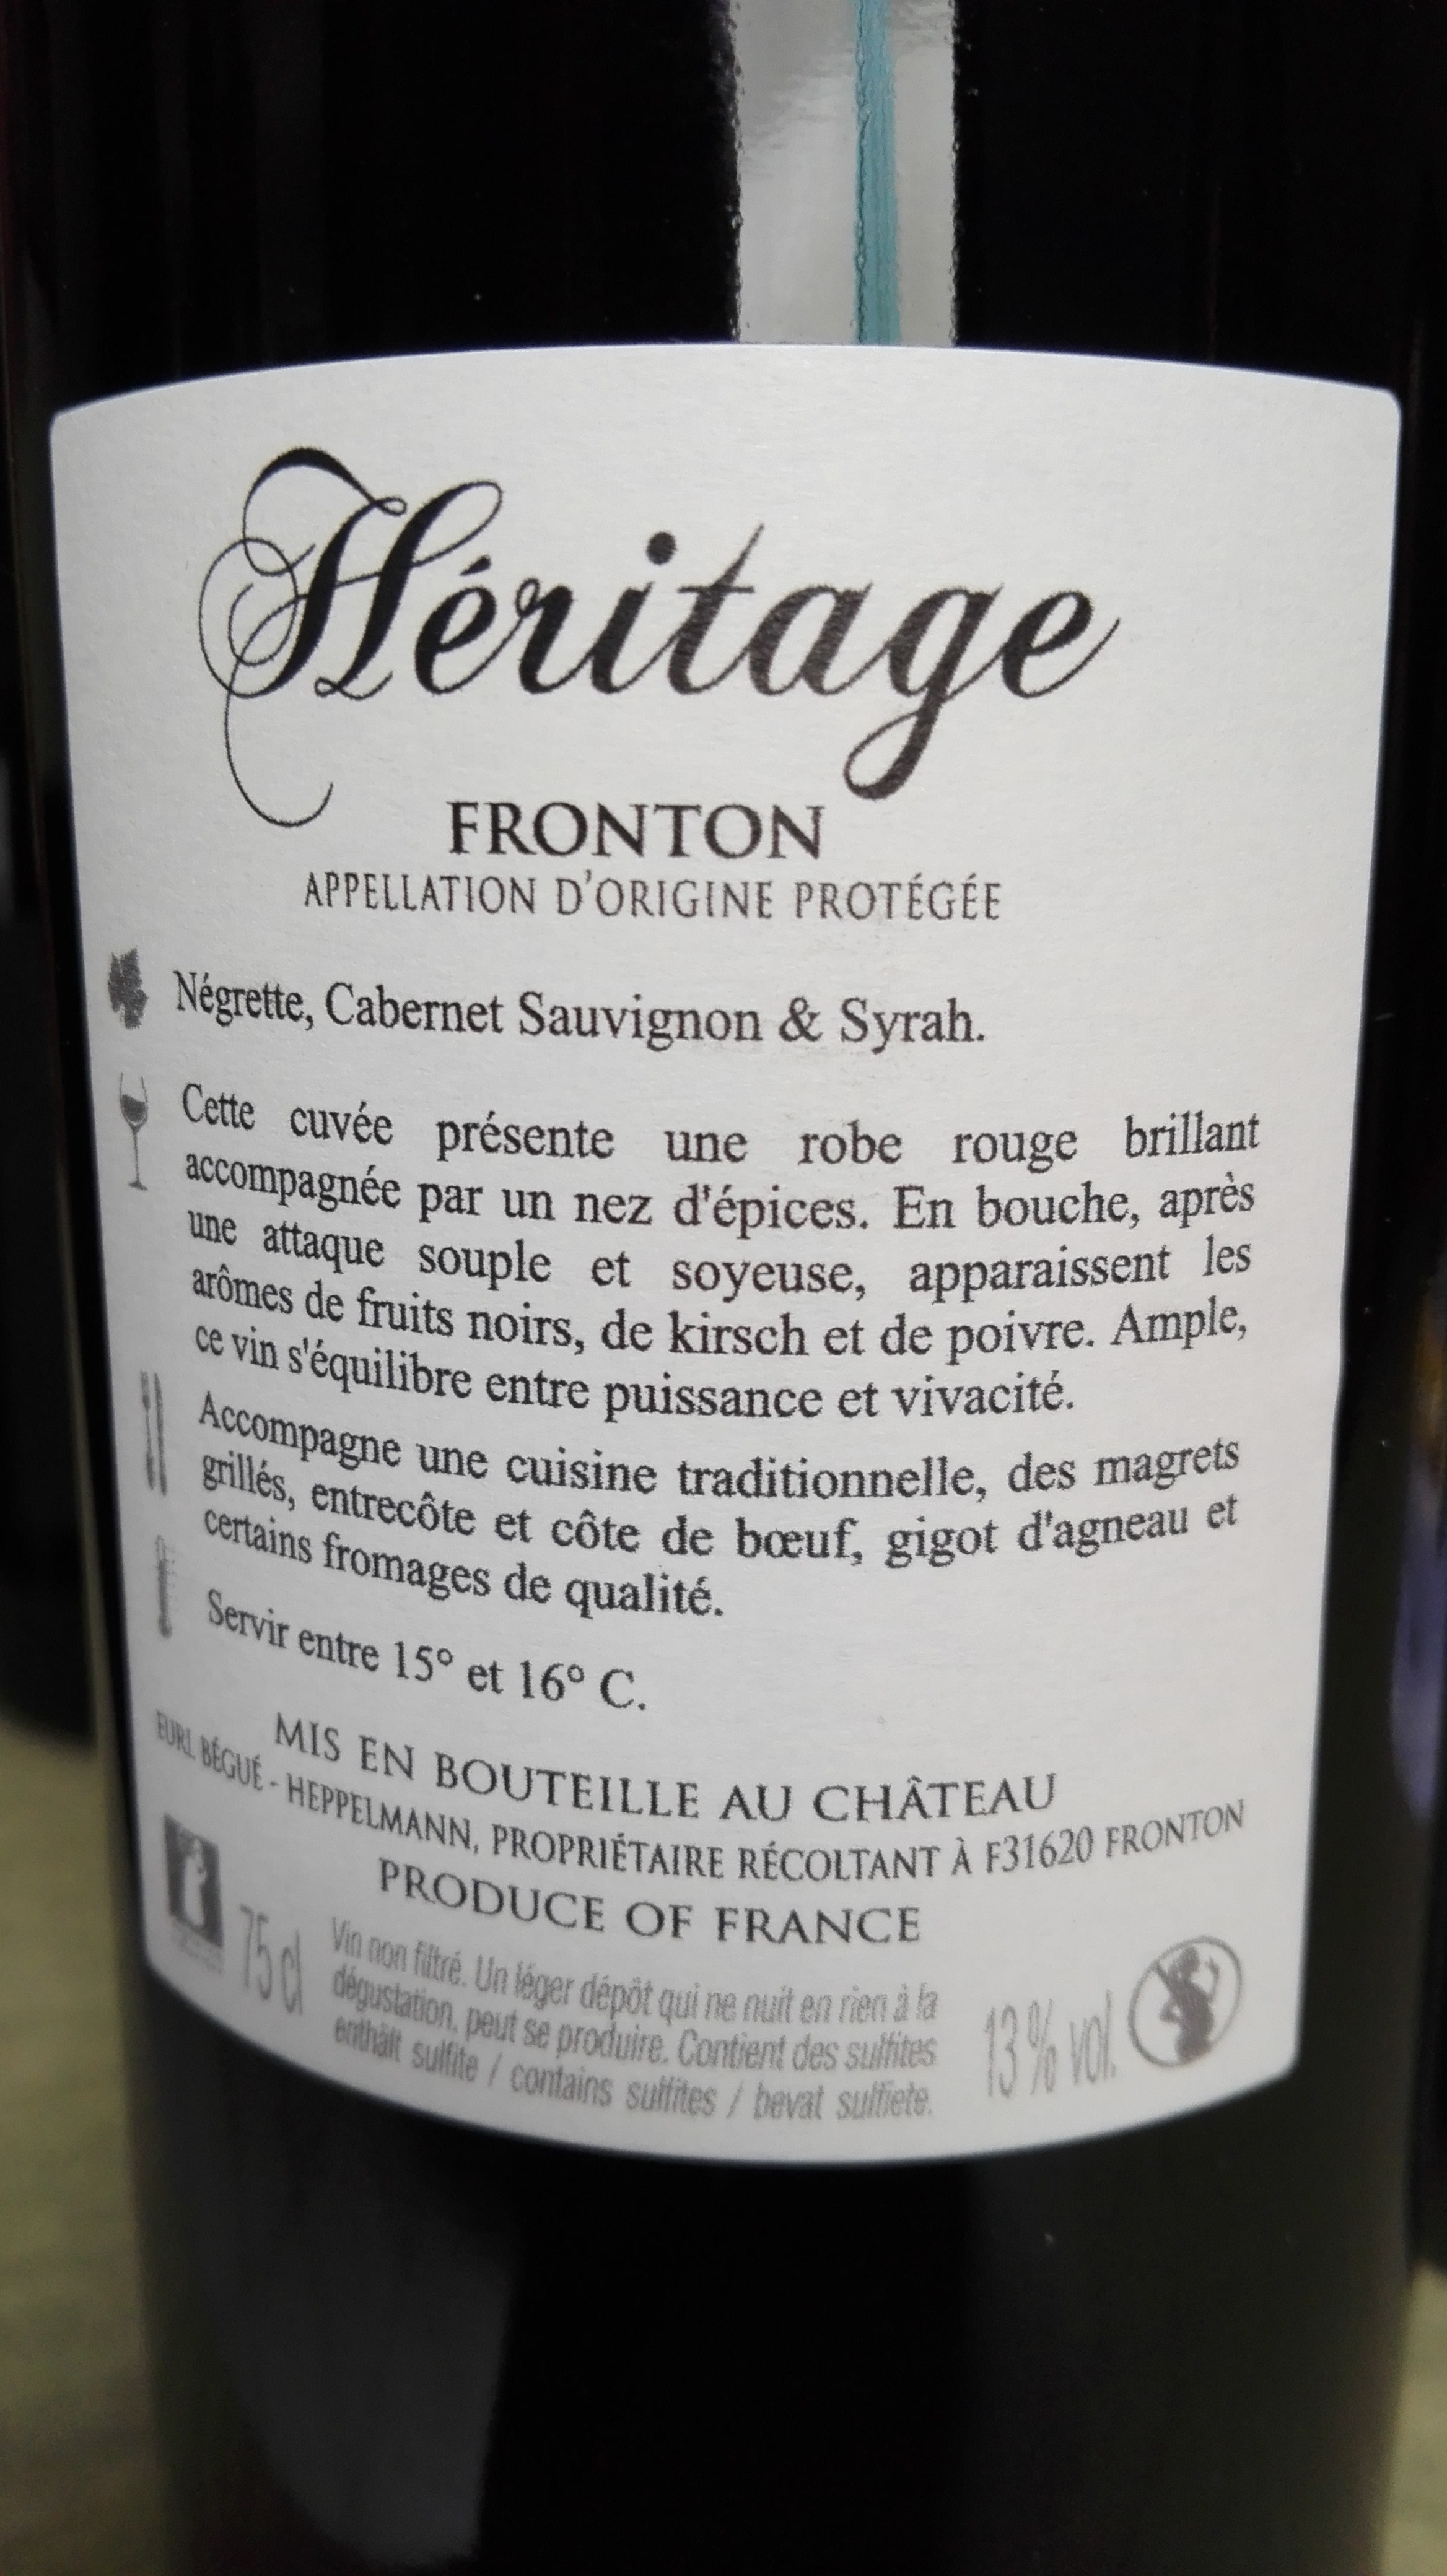 Héritage
FRONTON
APPELLATION D'ORIGINE PROTÉGÉE
Négrette, Cabernet Sauvignon & Syrah.
Cette cuvée présente une robe rouge brillant
accompagnée par un nez d'épices. En bouche, après
une attaque souple et soyeuse, apparaissent les
arômes de fruits noirs, de kirsch et de poivre. Ample,
ce vin s'équilibre entre puissance et vivacité.
Accompagne une cuisine traditionnelle, des magrets
grillés, entrecôte et côte de bœuf, gigot d'agneau et
certains fromages de qualité.
Servir entre 15° et 16° C.
MIS EN BOUTEILLE AU CHÂTEAU
EURL BÉGUÉ - HEPPELMANN, PROPRIÉTAIRE RÉCOLTANT À F31620 FRONTON
PRODUCE OF FRANCE
75 cl
Vin non filtré. Un léger dépôt qui ne nuit en rien à la
dégustation, peut se produire. Contient des sulfites
enthält sulfite / contains sulfites / bevat sulfiete.
13 % vol.